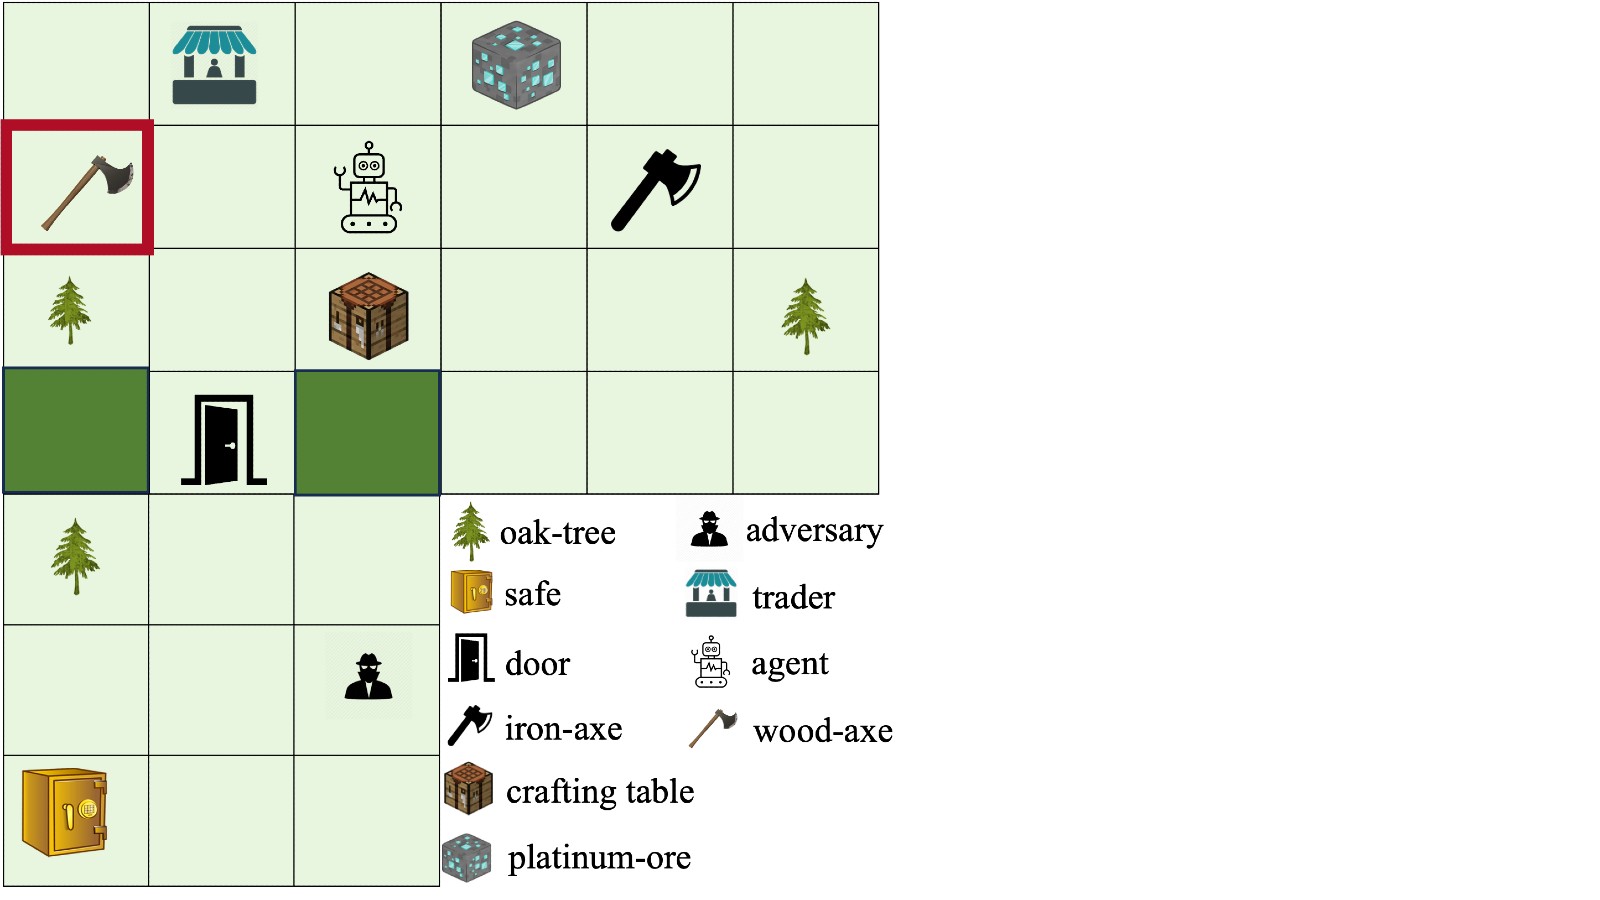 oak-tree
adversary
safe
trader
door
agent
iron-axe
wood-axe
crafting table
platinum-ore